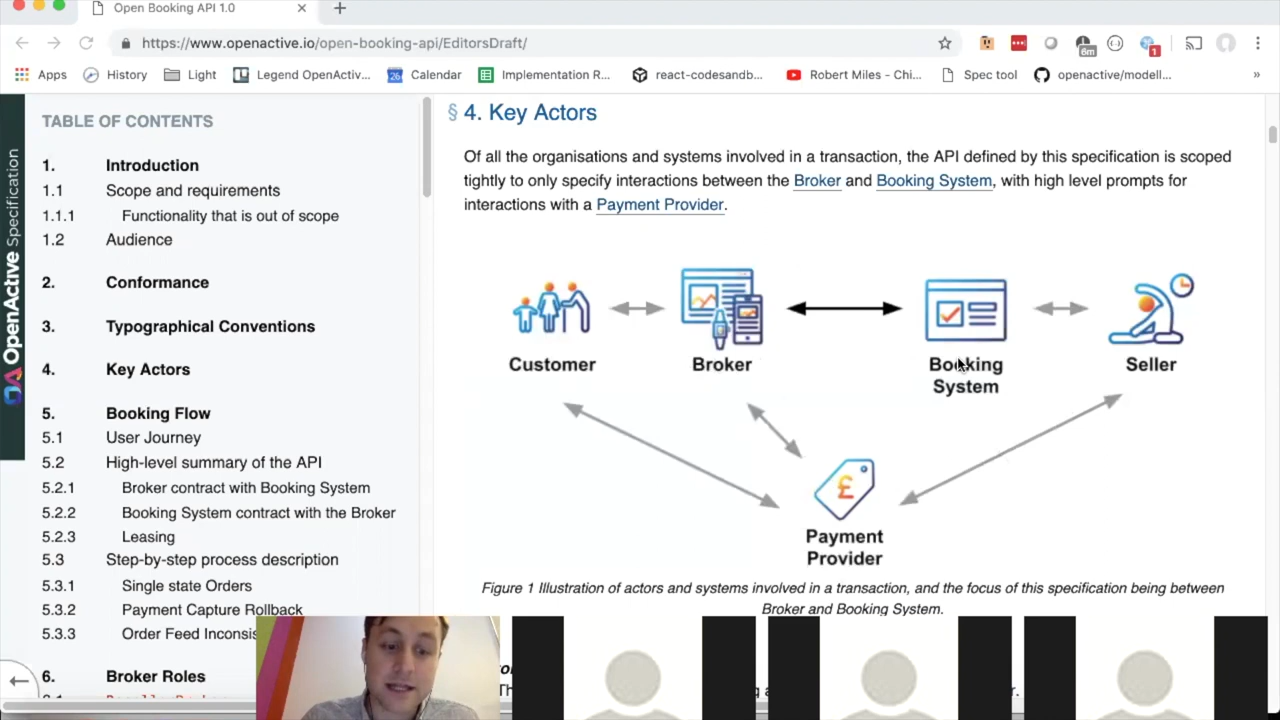 Open Booking API 1.0
https://www.openactive.io/open-booking-api/EditorsDraft/
6m
1
Apps
History
Light
Legend OpenActiv...
26
Calendar
Implementation R...
react-codesandb...
Robert Miles - Chi...
Spec tool
openactive/modell...
»
OpenActive Specification
TABLE OF CONTENTS
1. Introduction
1.1 Scope and requirements
1.1.1 Functionality that is out of scope
1.2 Audience
2. Conformance
3. Typographical Conventions
4. Key Actors
5. Booking Flow
5.1 User Journey
5.2 High-level summary of the API
5.2.1 Broker contract with Booking System
5.2.2 Booking System contract with the Broker
5.2.3 Leasing
5.3 Step-by-step process description
5.3.1 Single state Orders
5.3.2 Payment Capture Rollback
5.3.3 Order Feed Inconsis
6. Broker Roles
§ 4. Key Actors
Of all the organisations and systems involved in a transaction, the API defined by this specification is scoped
tightly to only specify interactions between the Broker and Booking System, with high level prompts for
interactions with a Payment Provider.
Customer
Broker
Booking
System
Seller
£
Payment
Provider
Figure 1 Illustration of actors and systems involved in a transaction, and the focus of this specification being between
Broker and Booking System.